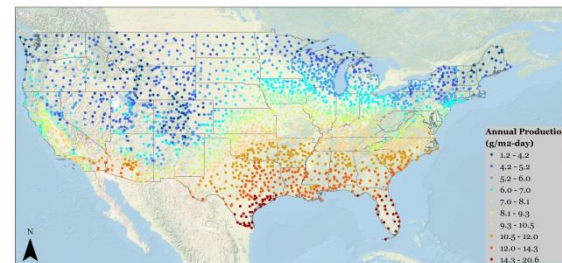 Annual Productio
(g/m2-day)
1.2 - 4.2
4.2 - 5.2
5.2 - 6.0
6.0 - 7.0
7.0 - 8.1
8.1 - 9.3
9.3 - 10.5
10.5 - 12.0
12.0 - 14.3
14.3 - 20.6
N